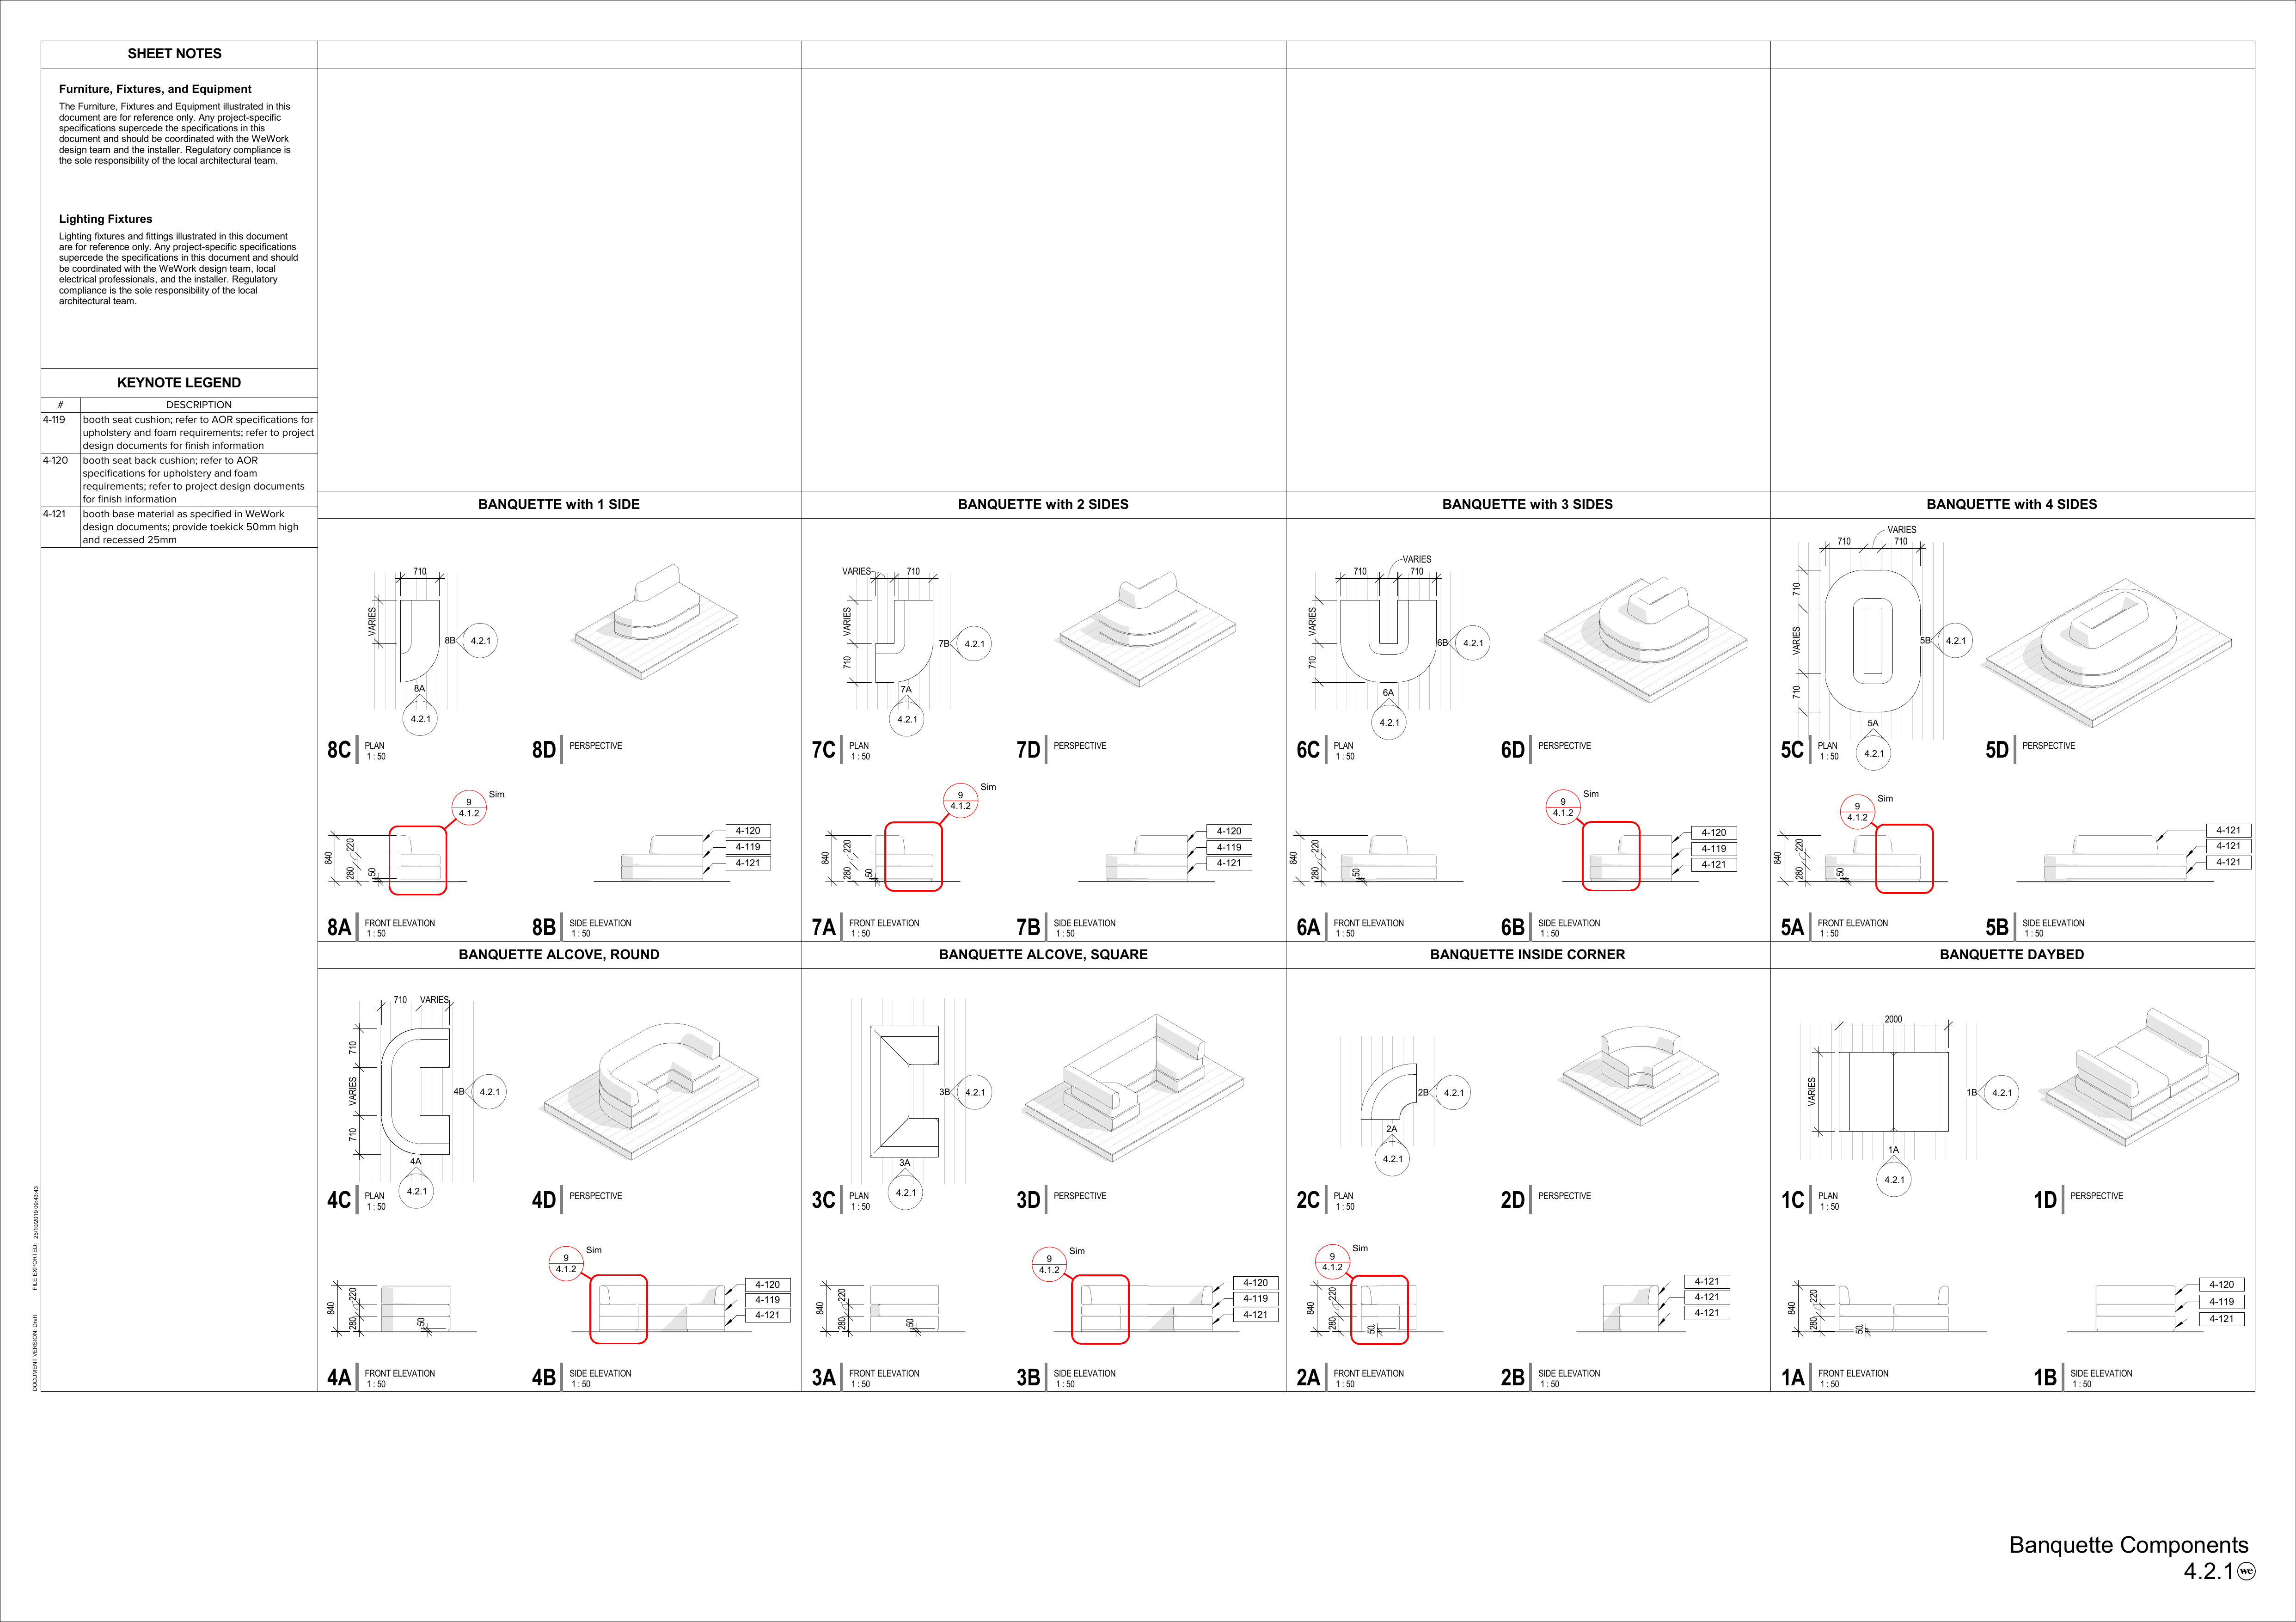 SHEET NOTES
Furniture, Fixtures, and Equipment
The Furniture, Fixtures and Equipment illustrated in this
document are for reference only. Any project-specific
specifications supercede the specifications in this
document and should be coordinated with the WeWork
design team and the installer. Regulatory compliance is
the sole responsibility of the local architectural team.
Lighting Fixtures
Lighting fixtures and fittings illustrated in this document
are for reference only. Any project-specific specifications
supercede the specifications in this document and should
be coordinated with the WeWork design team, local
electrical professionals, and the installer. Regulatory
compliance is the sole responsibility of the local
architectural team.
KEYNOTE LEGEND
# DESCRIPTION
4-119 booth seat cushion; refer to AOR specifications for
upholstery and foam requirements; refer to project
design documents for finish information
4-120 booth seat back cushion; refer to AOR
specifications for upholstery and foam
requirements; refer to project design documents
for finish information
4-121 booth base material as specified in WeWork
design documents; provide toekick 50mm high
and recessed 25mm
BANQUETTE with 1 SIDE
710
VARIES
8B 4.2.1
8A
4.2.1
8C PLAN
1 : 50
8D PERSPECTIVE
9
4.1.2
Sim
840
220
280
50
4-120
4-119
4-121
8A FRONT ELEVATION
1 : 50
8B SIDE ELEVATION
1 : 50
BANQUETTE with 2 SIDES
VARIES 710
VARIES
710
7B 4.2.1
7A
4.2.1
7C PLAN
1 : 50
7D PERSPECTIVE
9
4.1.2
Sim
840
220
280
50
4-120
4-119
4-121
7A FRONT ELEVATION
1 : 50
7B SIDE ELEVATION
1 : 50
BANQUETTE with 3 SIDES
VARIES
710 710
VARIES
710
6B 4.2.1
6A
4.2.1
6C PLAN
1 : 50
6D PERSPECTIVE
9
4.1.2
Sim
840
220
280
50
4-120
4-119
4-121
6A FRONT ELEVATION
1 : 50
6B SIDE ELEVATION
1 : 50
BANQUETTE with 4 SIDES
VARIES
710 710
710
VARIES
710
5B 4.2.1
5A
4.2.1
5C PLAN
1 : 50
5D PERSPECTIVE
9
4.1.2
Sim
840
220
280
50
4-121
4-121
4-121
5A FRONT ELEVATION
1 : 50
5B SIDE ELEVATION
1 : 50
BANQUETTE ALCOVE, ROUND
710 VARIES
710
VARIES
710
4B 4.2.1
4A
4.2.1
4C PLAN
1 : 50
4D PERSPECTIVE
9
4.1.2
Sim
840
220
280
50
4-120
4-119
4-121
4A FRONT ELEVATION
1 : 50
4B SIDE ELEVATION
1 : 50
BANQUETTE ALCOVE, SQUARE
3B 4.2.1
3A
4.2.1
3C PLAN
1 : 50
3D PERSPECTIVE
9
4.1.2
Sim
840
220
280
50
4-120
4-119
4-121
3A FRONT ELEVATION
1 : 50
3B SIDE ELEVATION
1 : 50
BANQUETTE INSIDE CORNER
2B 4.2.1
2A
4.2.1
2C PLAN
1 : 50
2D PERSPECTIVE
9
4.1.2
Sim
840
220
280
50
4-121
4-121
4-121
2A FRONT ELEVATION
1 : 50
2B SIDE ELEVATION
1 : 50
BANQUETTE DAYBED
2000
VARIES
1B 4.2.1
1A
4.2.1
1C PLAN
1 : 50
1D PERSPECTIVE
840
220
280
50
4-120
4-119
4-121
1A FRONT ELEVATION
1 : 50
1B SIDE ELEVATION
1 : 50
DOCUMENT VERSION: Draft FILE EXPORTED: 25/10/2019 09:43:43
Banquette Components
4.2.1 we